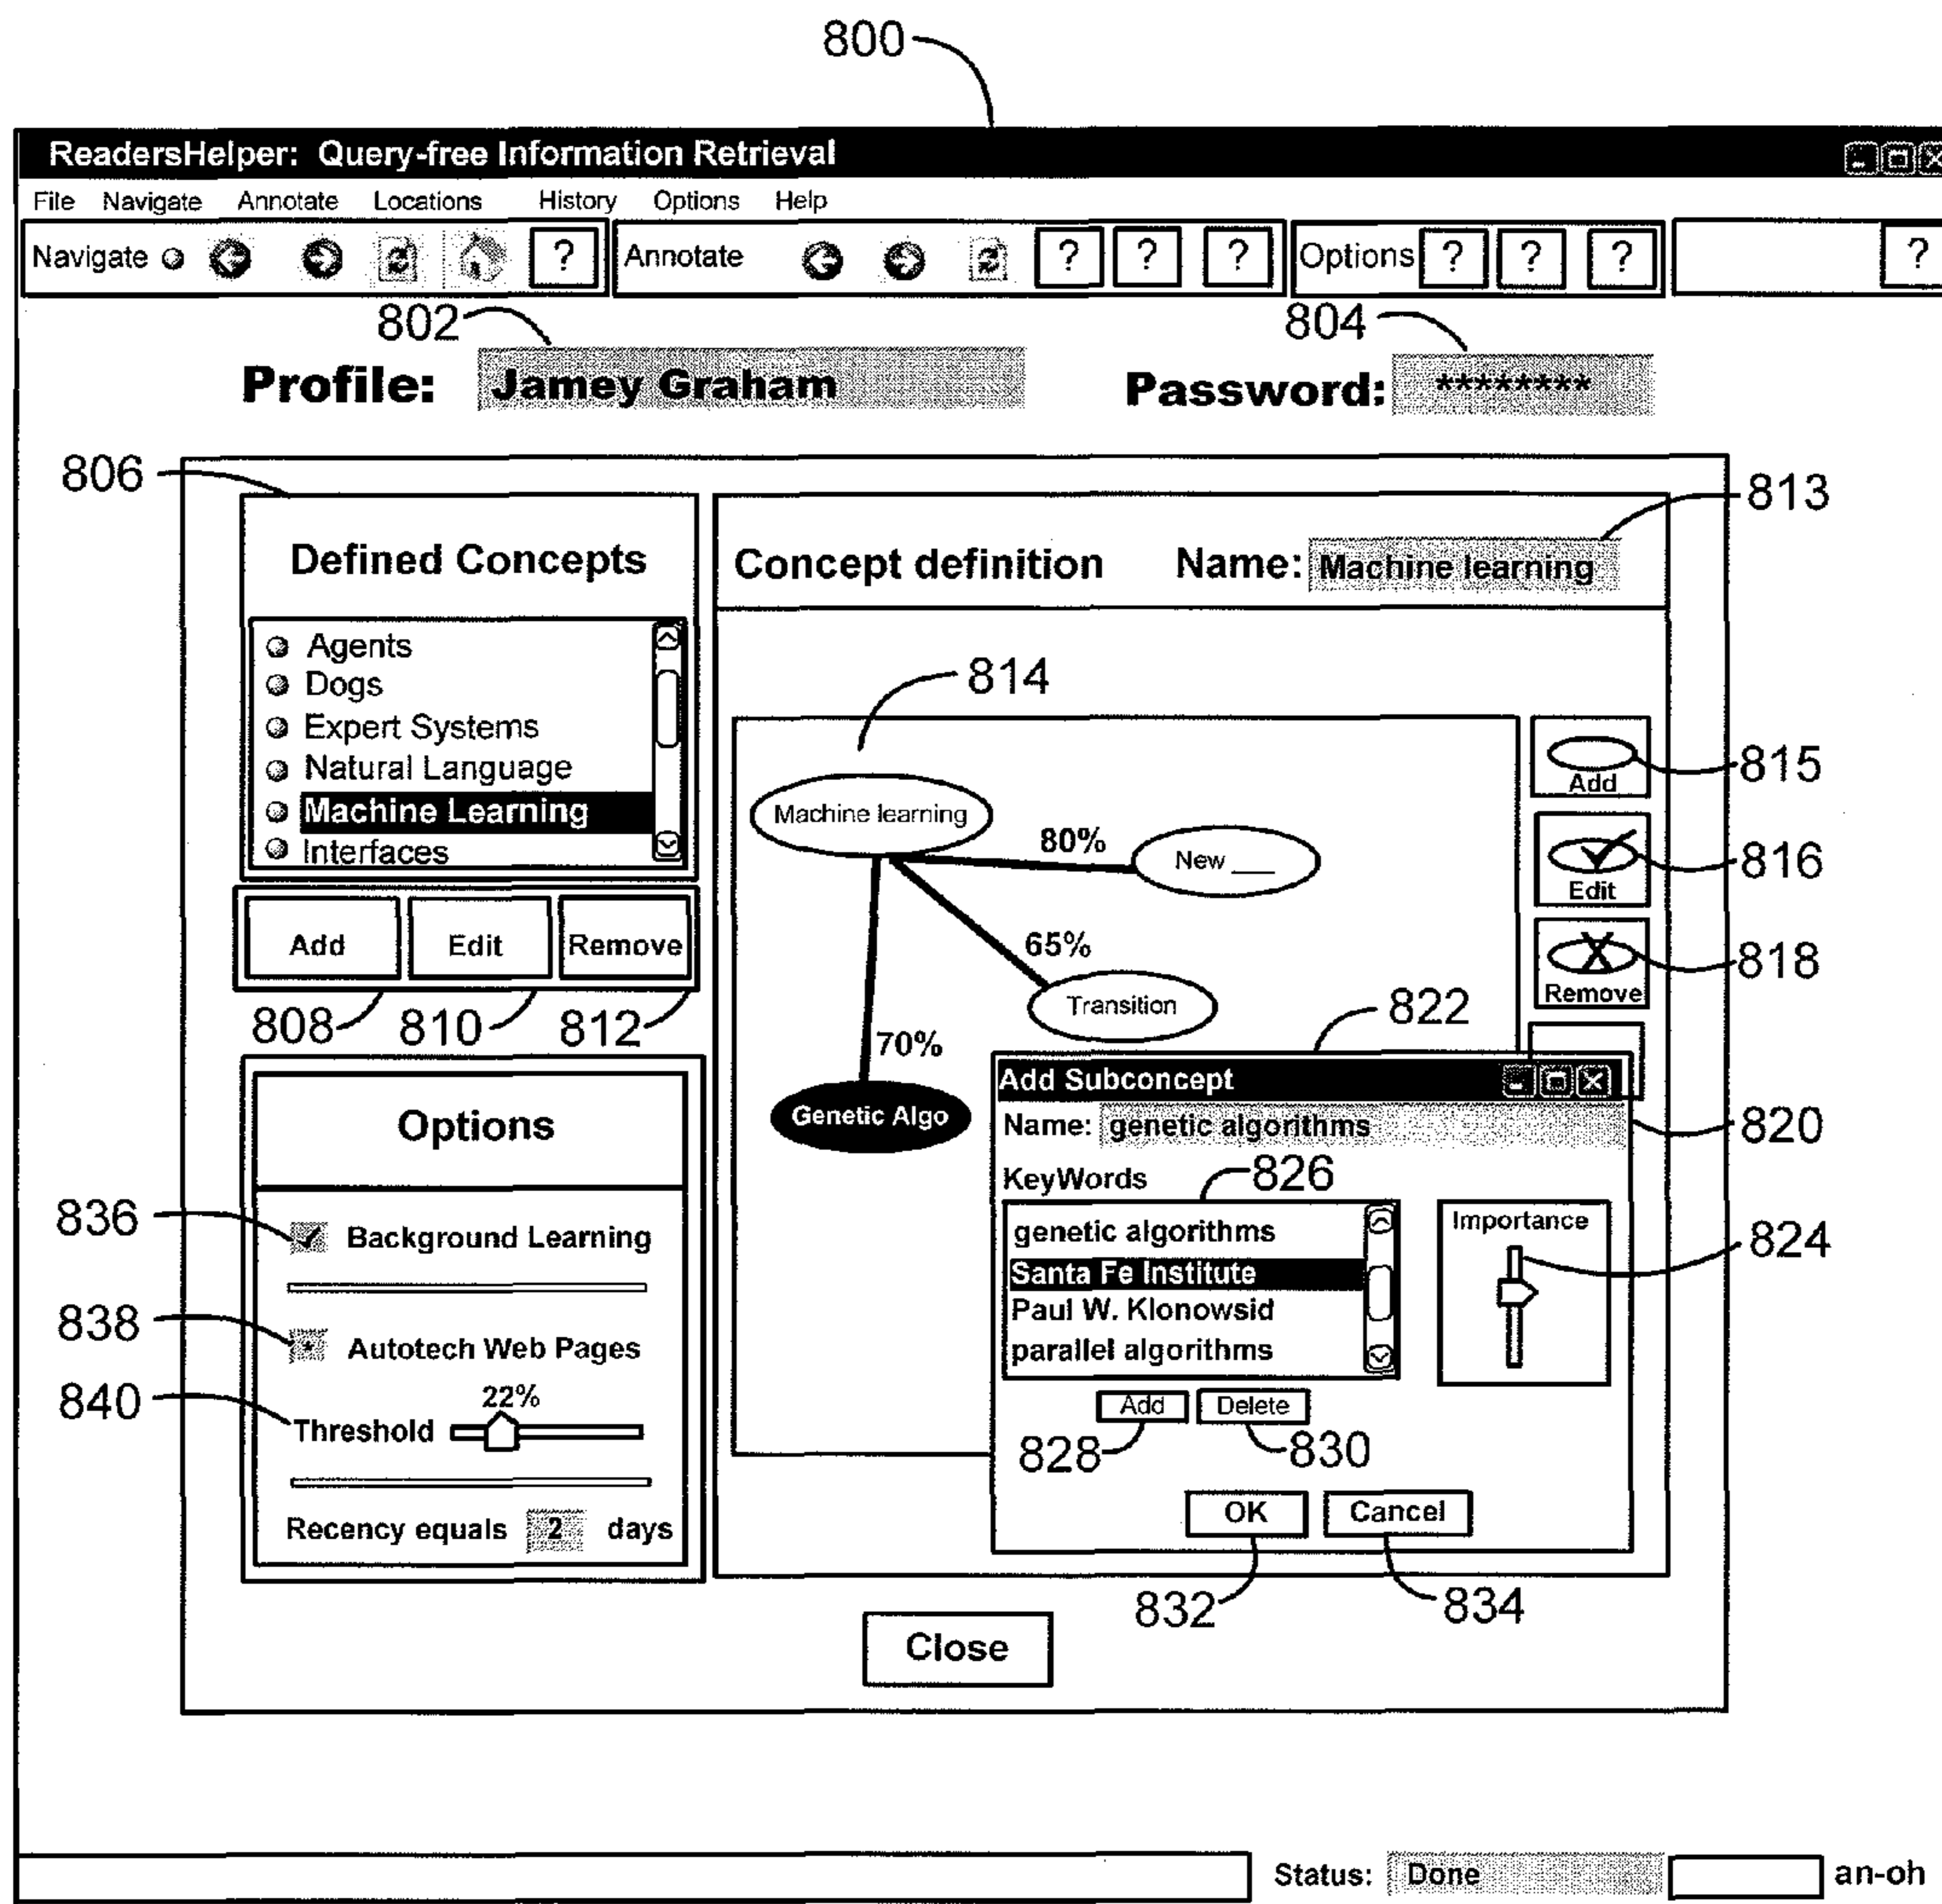 800
ReadersHelper: Query-free Information Retrieval
File Navigate Annotate Locations History Options Help
Navigate ? Annotate ? ? ? Options ? ? ? ?
802 804
Profile: Jamey Graham Password: ********
806
813
Defined Concepts
Concept definition Name: Machine learning
Agents
Dogs
Expert Systems
Natural Language
Machine Learning
Interfaces
814
Machine learning
80%
New ___
65%
Transition
70%
Genetic Algo
Add
815
Edit
816
Remove
818
Add Edit Remove
808 810 812
822
Add Subconcept
820
Name: genetic algorithms
KeyWords 826
genetic algorithms
Santa Fe Institute
Paul W. Klonowsid
parallel algorithms
Importance
824
Add Delete
828 830
OK Cancel
832 834
Options
836
Background Learning
838
Autotech Web Pages
840
22%
Threshold
Recency equals 2 days
Close
Status: Done an-oh